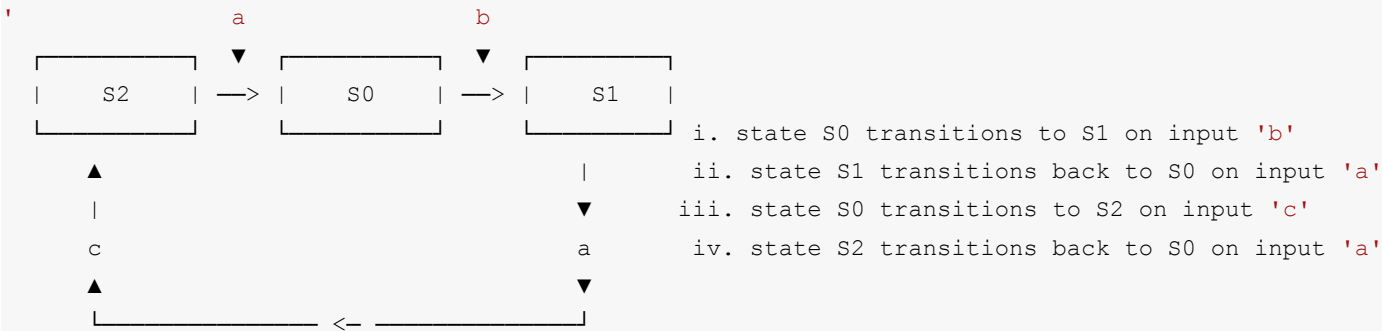 ' a b
S2 ──> S0 ──> S1
i. state S0 transitions to S1 on input 'b'
ii. state S1 transitions back to S0 on input 'a'
iii. state S0 transitions to S2 on input 'c'
c a iv. state S2 transitions back to S0 on input 'a'